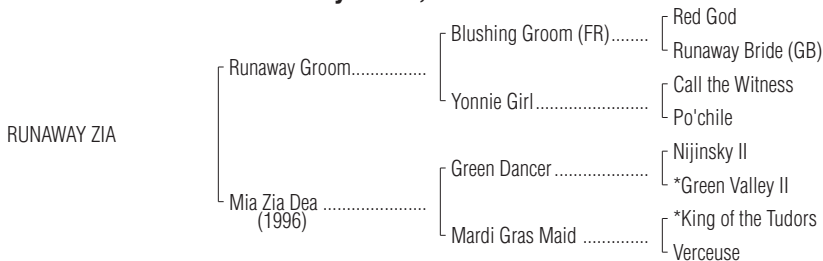 Red God
Blushing Groom (FR)........
Runaway Bride (GB)
Runaway Groom................
Call the Witness
Yonnie Girl........................
Po'chile
RUNAWAY ZIA
Nijinsky II
Green Dancer ....................
*Green Valley II
Mia Zia Dea ......................
(1996)
*King of the Tudors
Mardi Gras Maid ..............
Verceuse